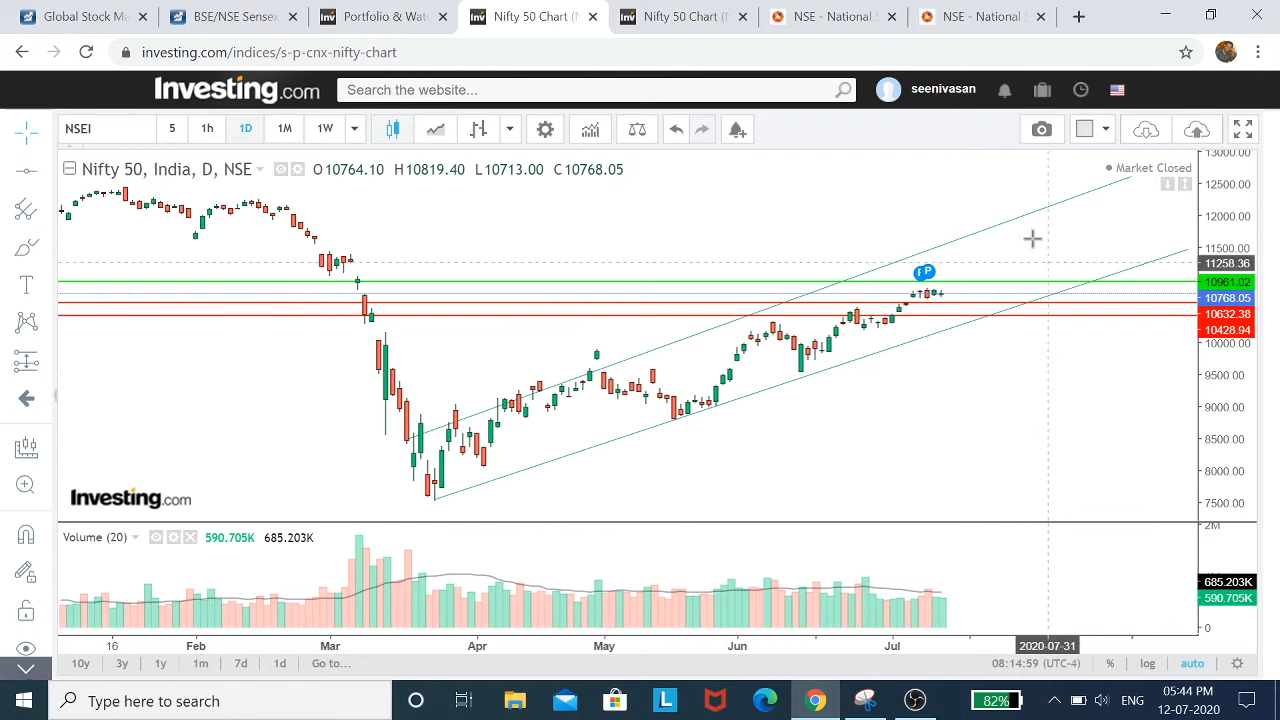 Global Stock Ma
BSE/NSE Sensex
Portfolio & Wat
Nifty 50 Chart (N
Nifty 50 Chart (N
NSE - National S
NSE - National S
investing.com/indices/s-p-cnx-nifty-chart
Investing.com
Search the website...
seenivasan
NSEI
5
1h
1D
1M
1W
Nifty 50, India, D, NSE
O10764.10 H10819.40 L10713.00 C10768.05
Market Closed
13000.00
12500.00
12000.00
11500.00
11258.36
10961.02
10768.05
10632.38
10428.94
10000.00
9500.00
9000.00
8500.00
8000.00
7500.00
P
Investing.com
Volume (20)
590.705K
685.203K
2M
685.203K
590.705K
0
16
Feb
Mar
Apr
May
Jun
Jul
2020-07-31
10y
3y
1y
1m
7d
1d
Go to...
08:14:59 (UTC-4)
%
log
auto
Type here to search
L
82%
ENG
05:44 PM
12-07-2020